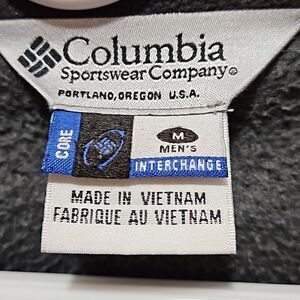 Columbia
Sportswear Company®
PORTLAND, OREGON U.S.A.
CORE
M
MEN'S
INTERCHANGE
MADE IN VIETNAM
FABRIQUE AU VIETNAM